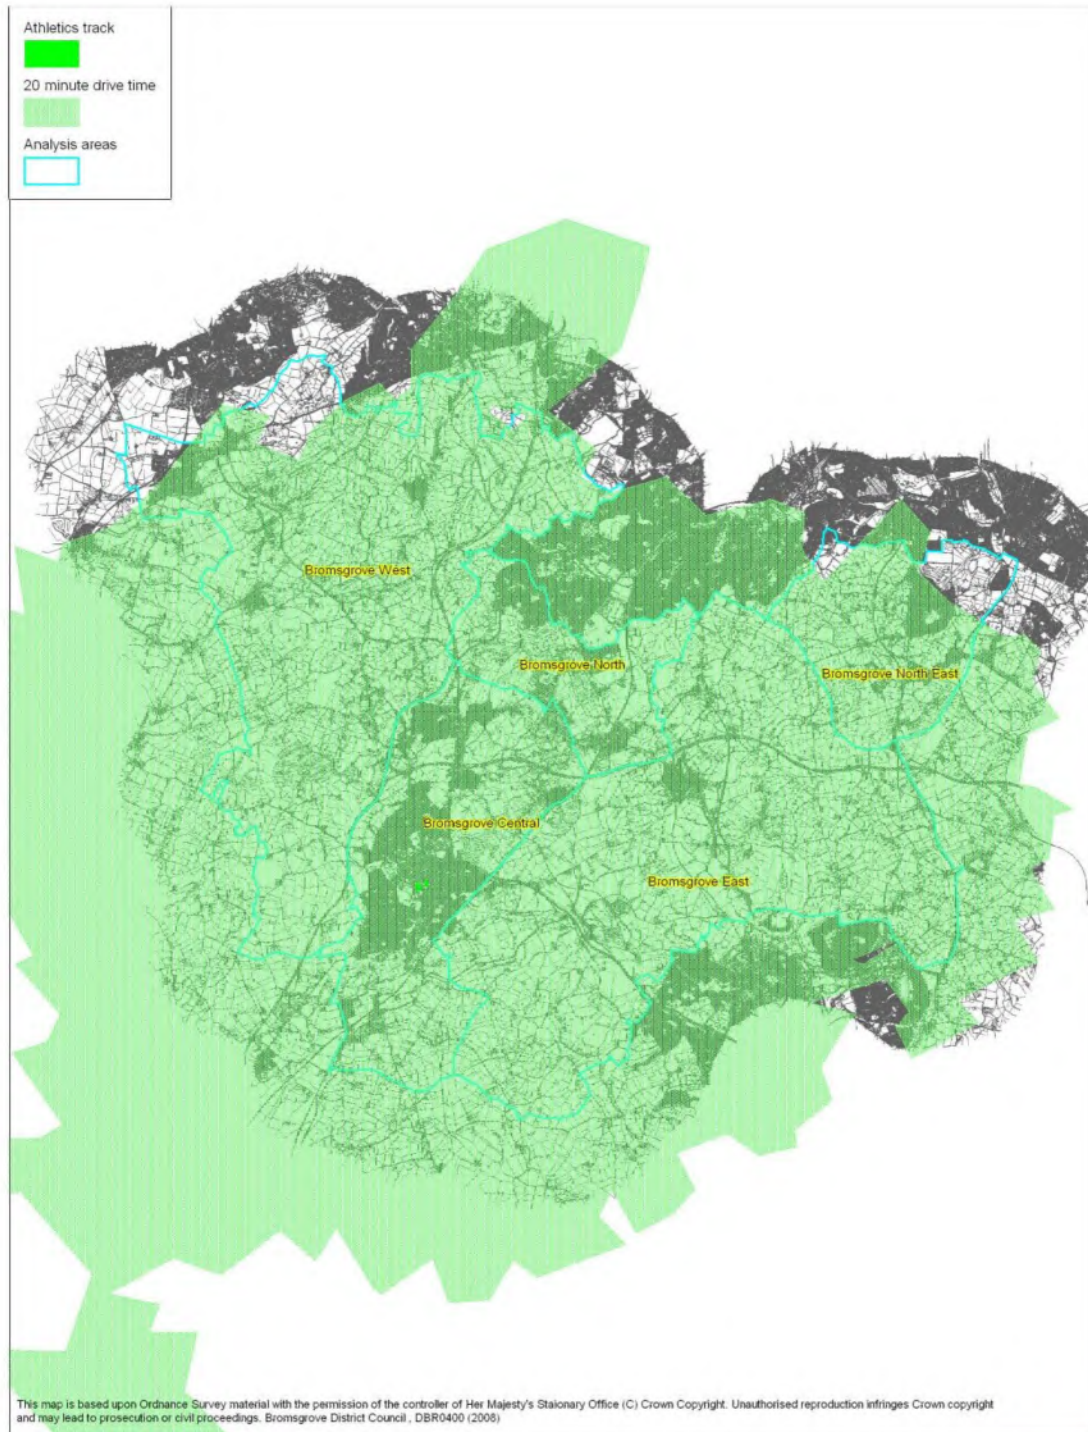 Athletics track
20 minute drive time
Analysis areas
Bromsgrove West
Bromsgrove North
Bromsgrove North East
Bromsgrove Central
Bromsgrove East
This map is based upon Ordnance Survey material with the permission of the controller of Her Majesty's Staionary Office (C) Crown Copyright. Unauthorised reproduction infringes Crown copyright
and may lead to prosecution or civil proceedings. Bromsgrove District Council , DBR0400 (2008)